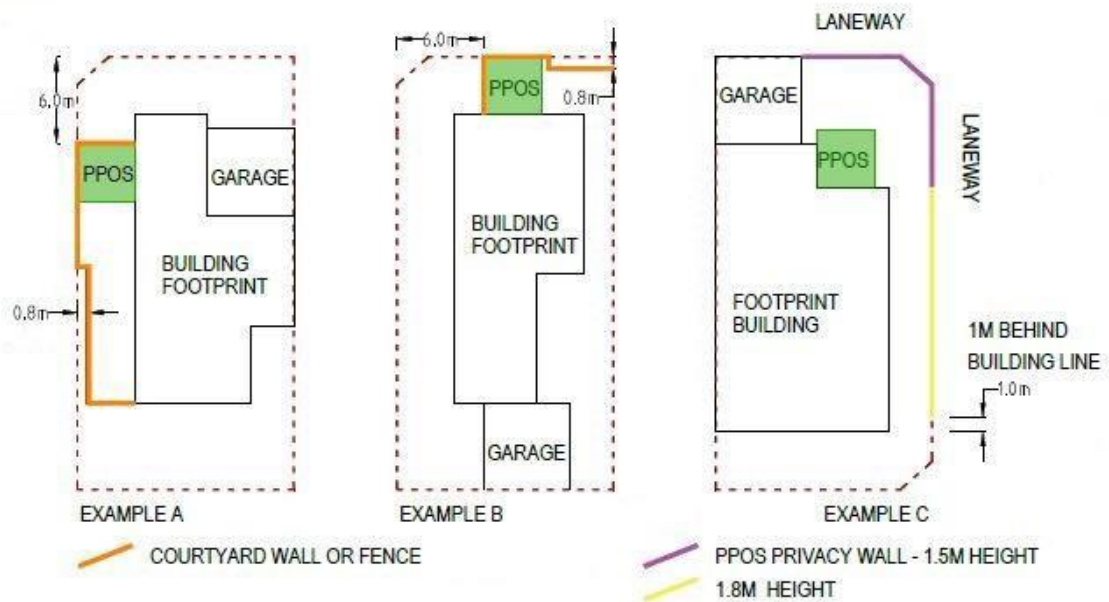 LANEWAY
6.0m
6.0m
PPOS
0.8m
GARAGE
LANEWAY
PPOS
GARAGE
PPOS
BUILDING
FOOTPRINT
BUILDING
FOOTPRINT
0.8m
FOOTPRINT
BUILDING
1M BEHIND
BUILDING LINE
1.0m
GARAGE
EXAMPLE A
EXAMPLE B
EXAMPLE C
COURTYARD WALL OR FENCE
PPOS PRIVACY WALL - 1.5M HEIGHT
1.8M HEIGHT